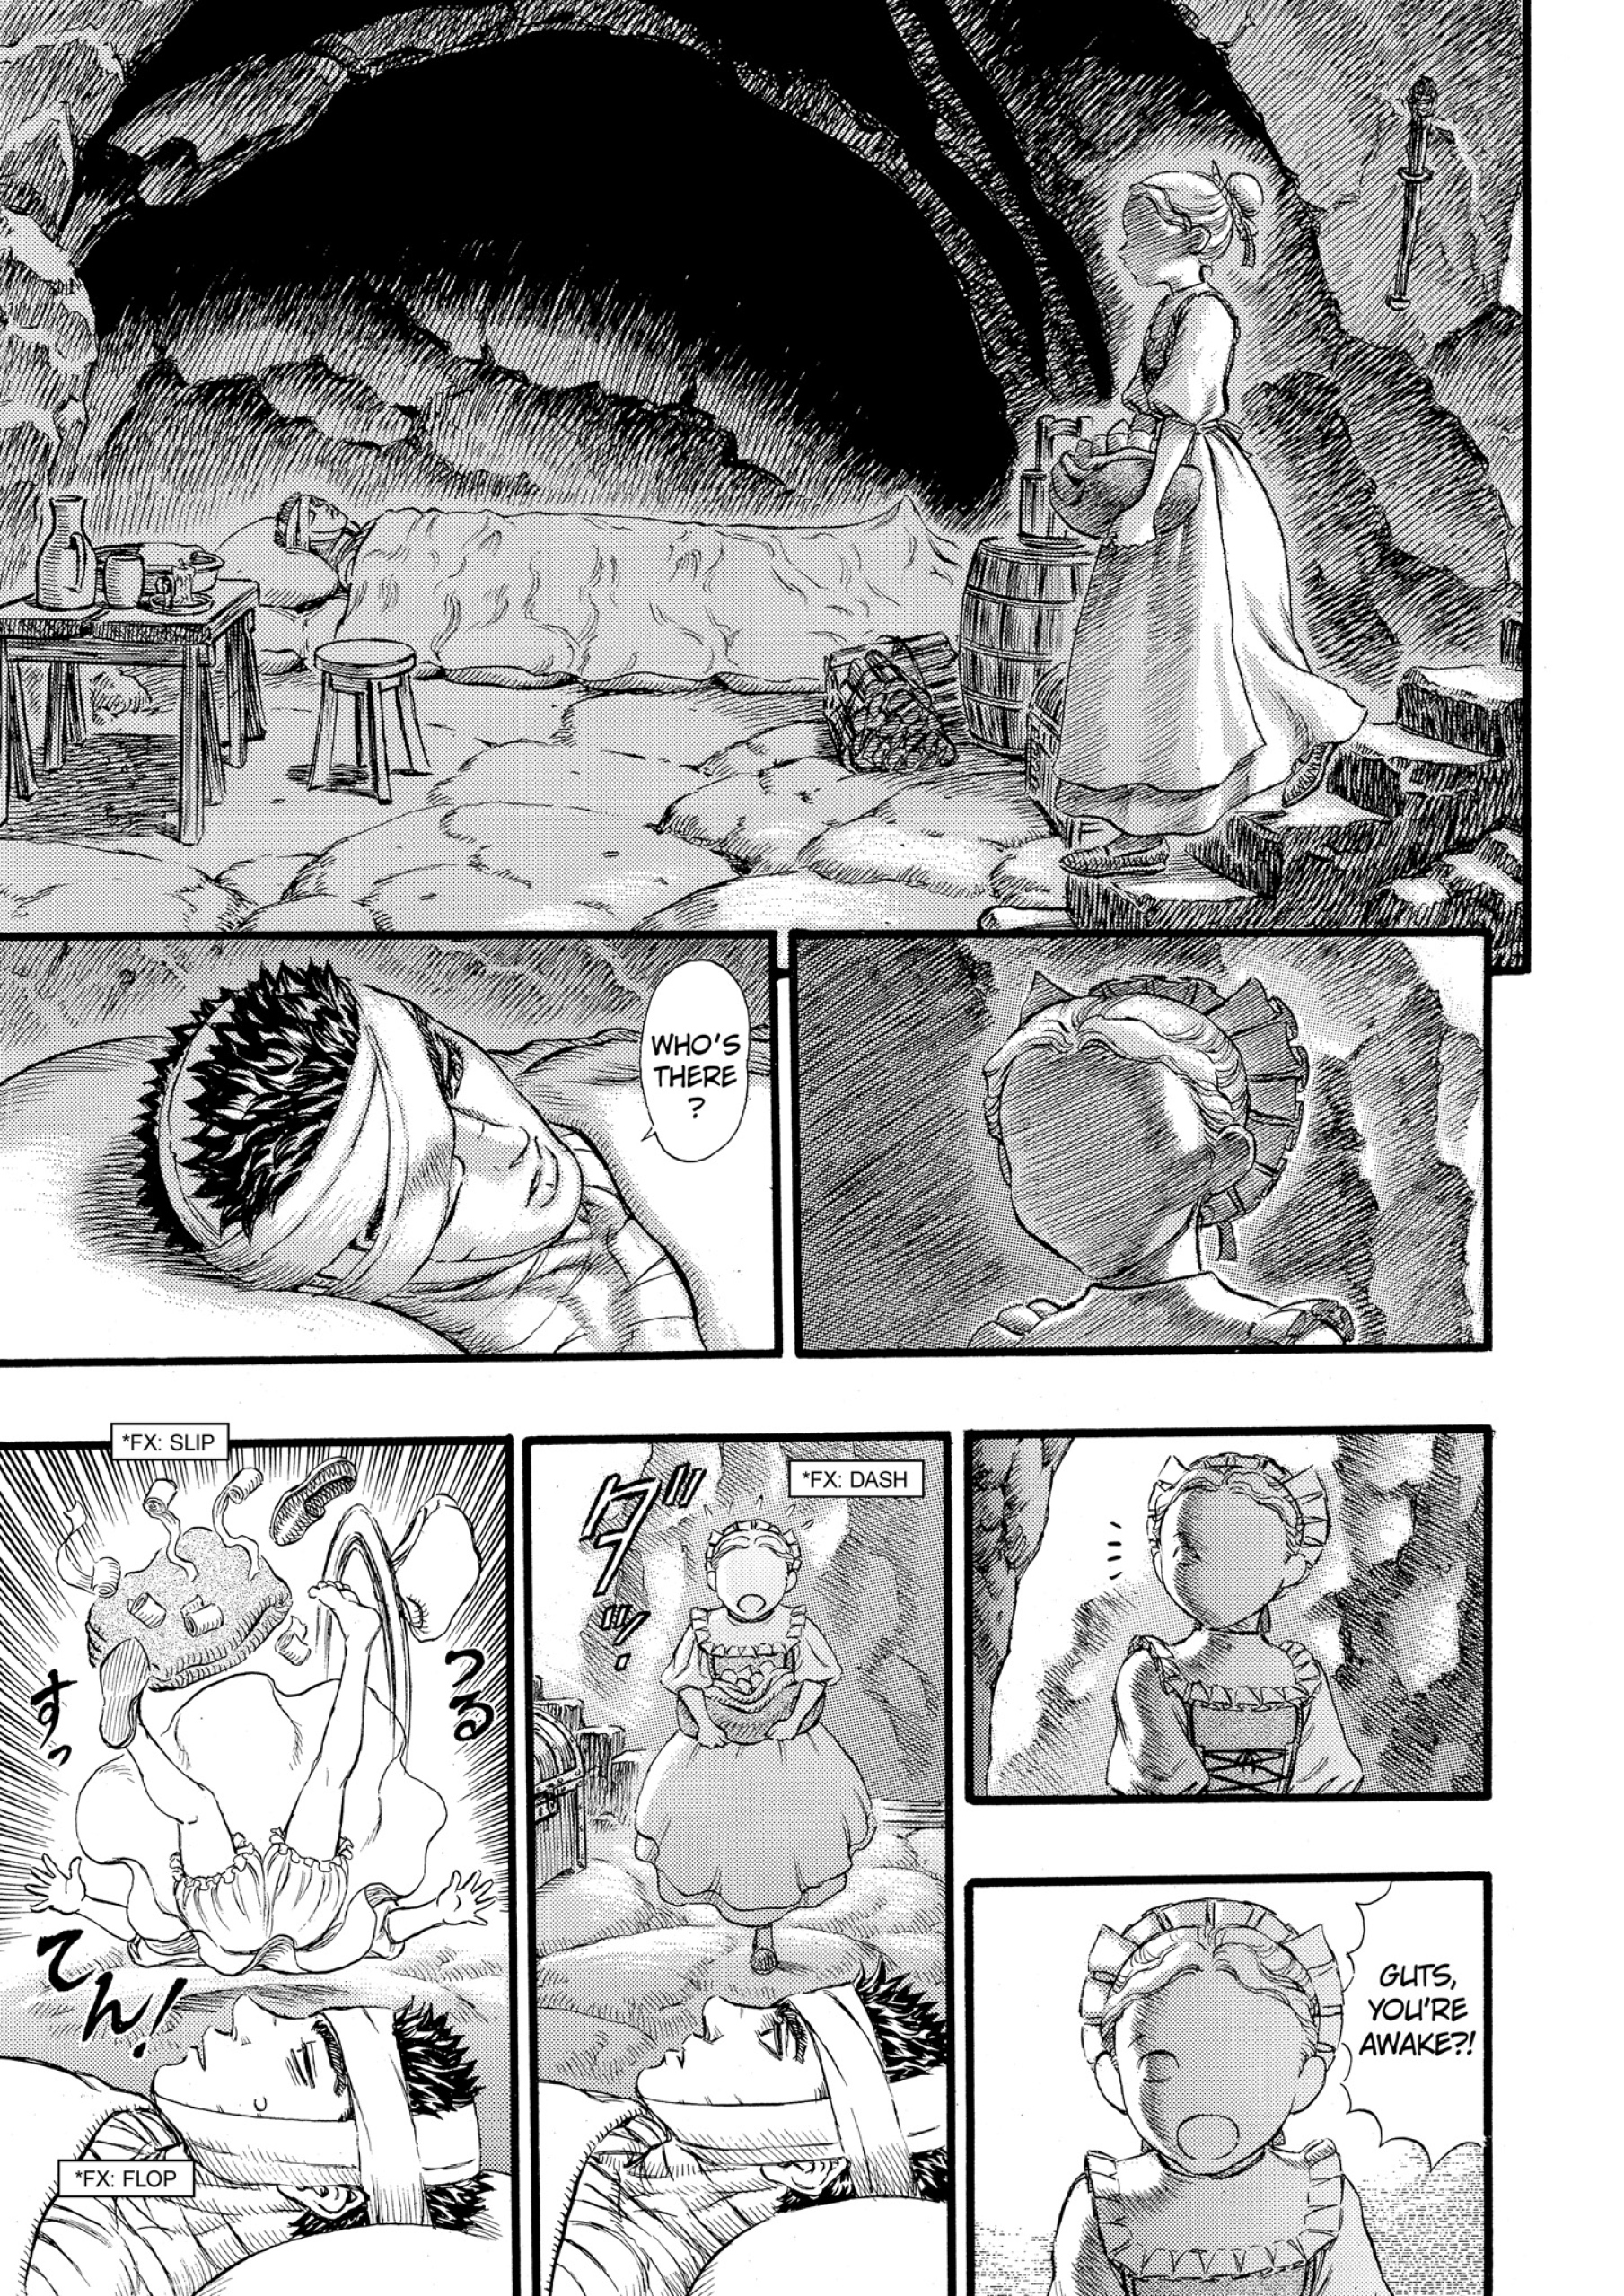 WHO'S
THERE
?
GUTS,
YOU'RE
AWAKE?!
*FX: DASH
ダッ!
*FX: SLIP
つる
すっ
てん!
*FX: FLOP